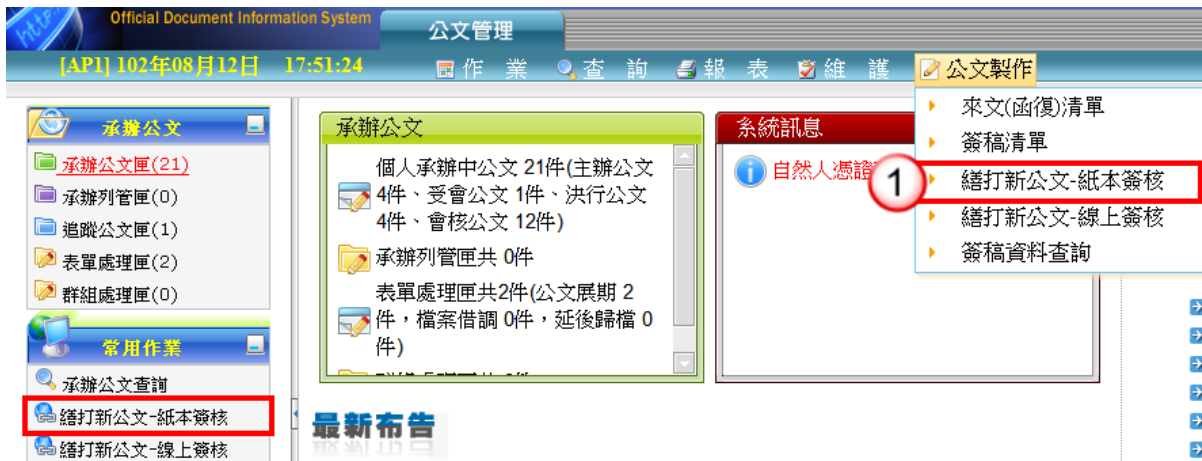 http
Official Document Information System
公文管理
[AP1] 102年08月12日 17:51:24
作 業 查 詢 報 表 維 護 公文製作
來文(函復)清單
簽稿清單
繕打新公文-紙本簽核
繕打新公文-線上簽核
簽稿資料查詢
1
承辦公文
承辦公文匣(21)
承辦列管匣(0)
追蹤公文匣(1)
表單處理匣(2)
群組處理匣(0)
常用作業
承辦公文查詢
繕打新公文-紙本簽核
繕打新公文-線上簽核
承辦公文
個人承辦中公文 21件(主辦公文
4件、受會公文 1件、決行公文
4件、會核公文 12件)
承辦列管匣共 0件
表單處理匣共2件(公文展期 2
件，檔案借調 0件，延後歸檔 0
件)
系統訊息
自然人憑證
最新布告